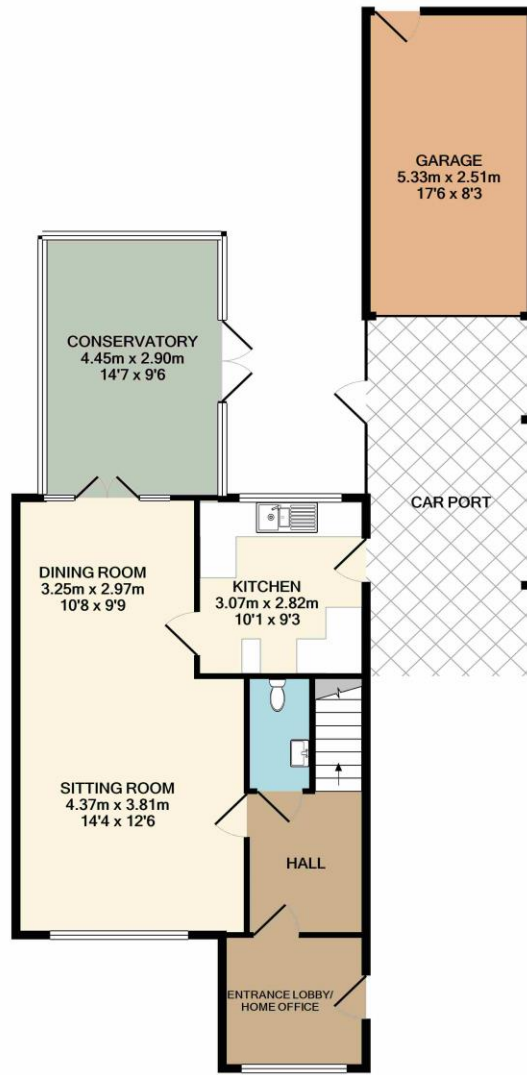 GARAGE
5.33m x 2.51m
17'6 x 8'3
CONSERVATORY
4.45m x 2.90m
14'7 x 9'6
CAR PORT
DINING ROOM
3.25m x 2.97m
10'8 x 9'9
KITCHEN
3.07m x 2.82m
10'1 x 9'3
SITTING ROOM
4.37m x 3.81m
14'4 x 12'6
HALL
ENTRANCE LOBBY/
HOME OFFICE